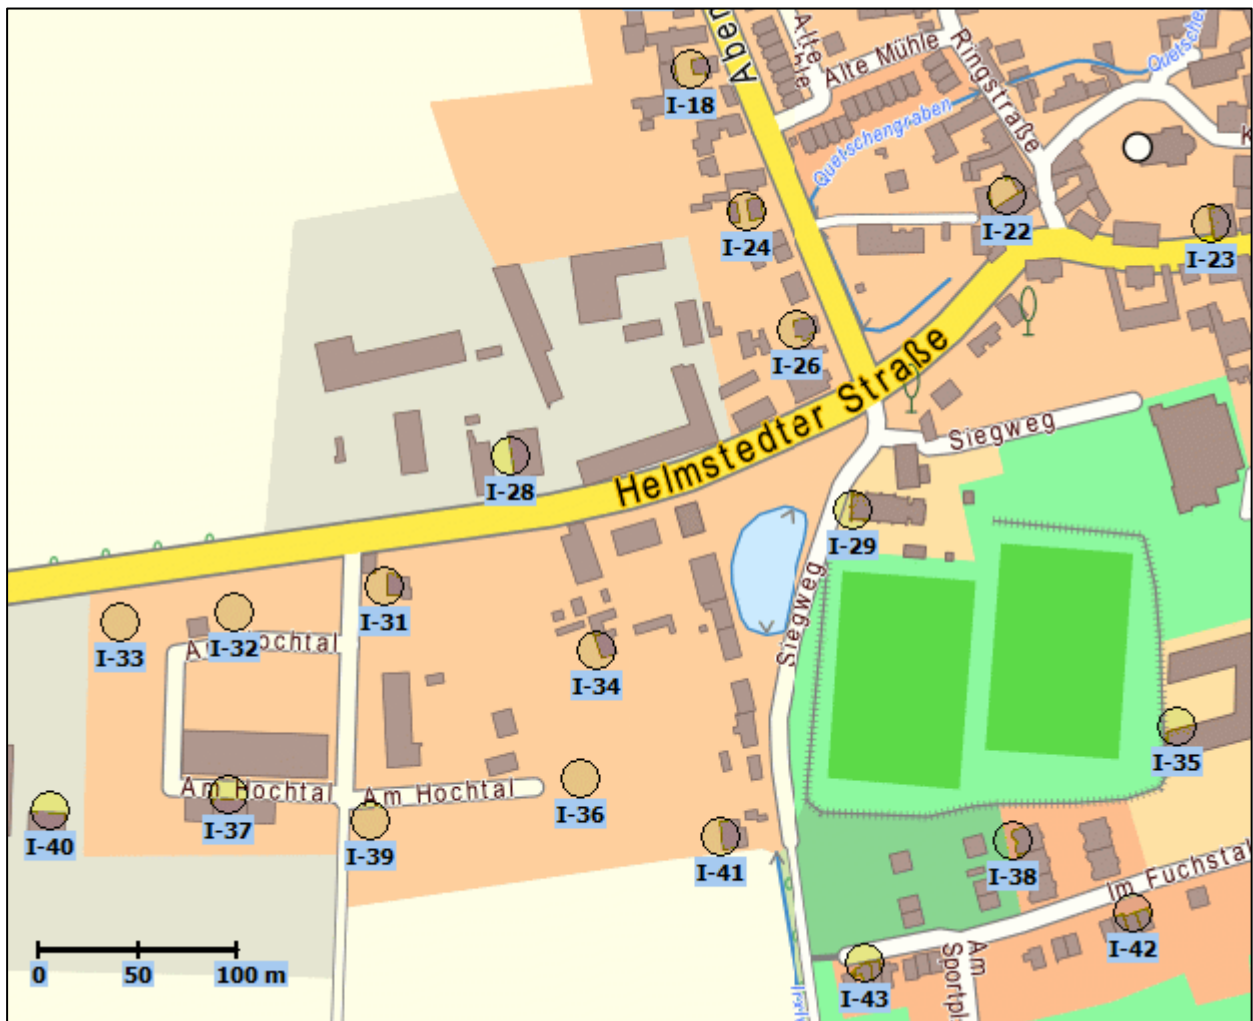 Aben
Alte
hle
Alte Mühle
Ringstraße
Quetsche
I-18
Quetschengraben
K
I-24
I-22
I-23
I-26
Helmstedter Straße
Siegweg
I-28
I-29
Siegweg
I-31
I-33
I-32
A
ochtal
I-34
I-35
Am Hochtal
Am Hochtal
I-36
I-40
I-37
I-39
I-41
I-38
Im Fuchstal
I-42
Am
Sportpl
I-43
0 50 100 m